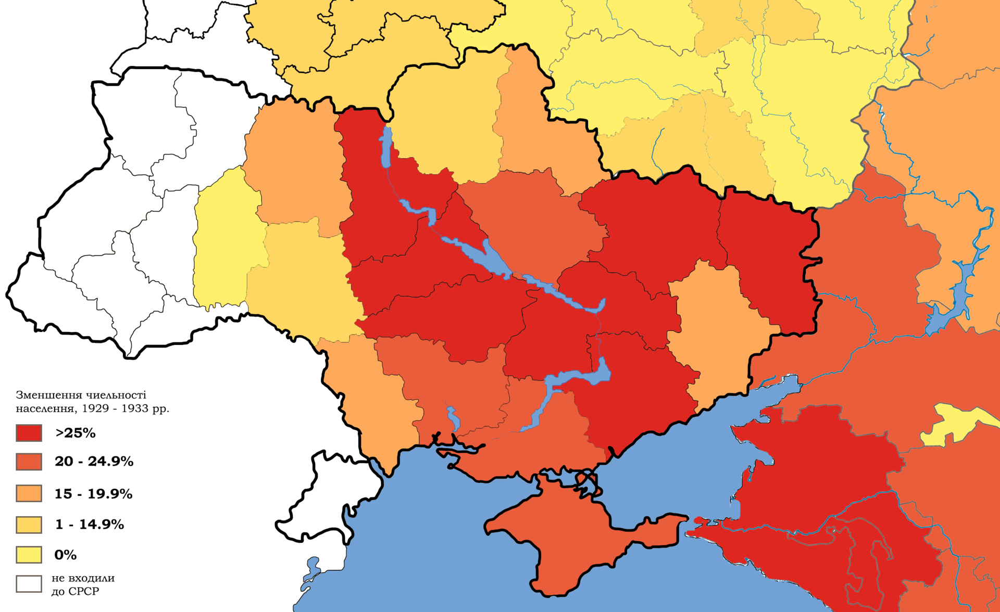 Зменшення чиельності
населення, 1929 - 1933 рр.
>25%
20 - 24.9%
15 - 19.9%
1 - 14.9%
0%
не входили
до СРСР